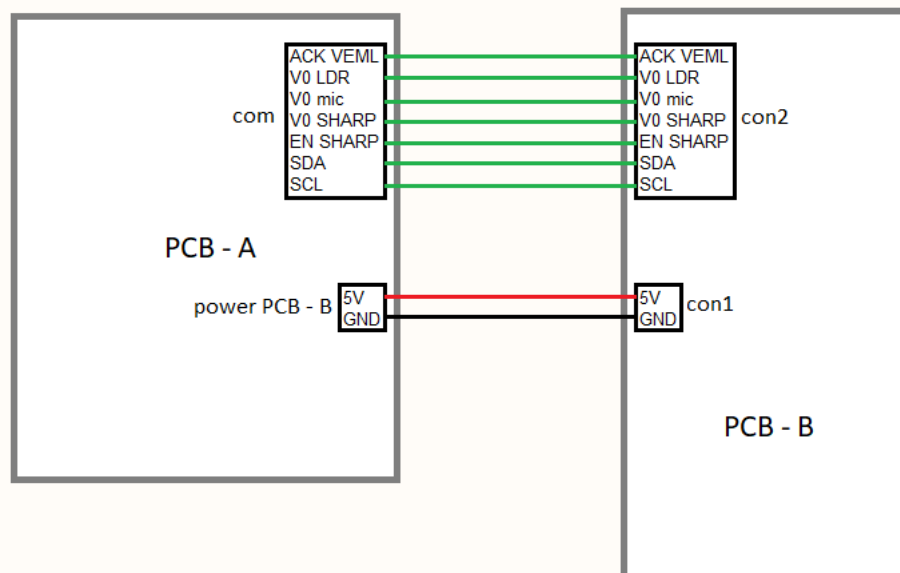 ACK VEML
V0 LDR
V0 mic
V0 SHARP
EN SHARP
SDA
SCL
com
ACK VEML
V0 LDR
V0 mic
V0 SHARP
EN SHARP
SDA
SCL
con2
PCB - A
power PCB - B
5V
GND
5V
GND
con1
PCB - B